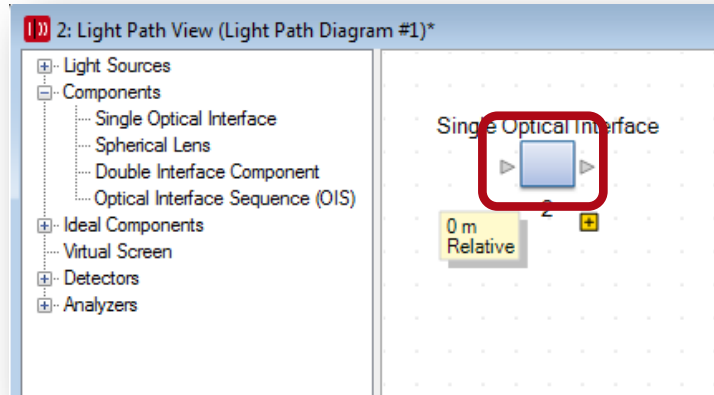 2: Light Path View (Light Path Diagram #1)*
Light Sources
Components
Single Optical Interface
Spherical Lens
Double Interface Component
Optical Interface Sequence (OIS)
Ideal Components
Virtual Screen
Detectors
Analyzers
Single Optical Interface
2
0 m
Relative